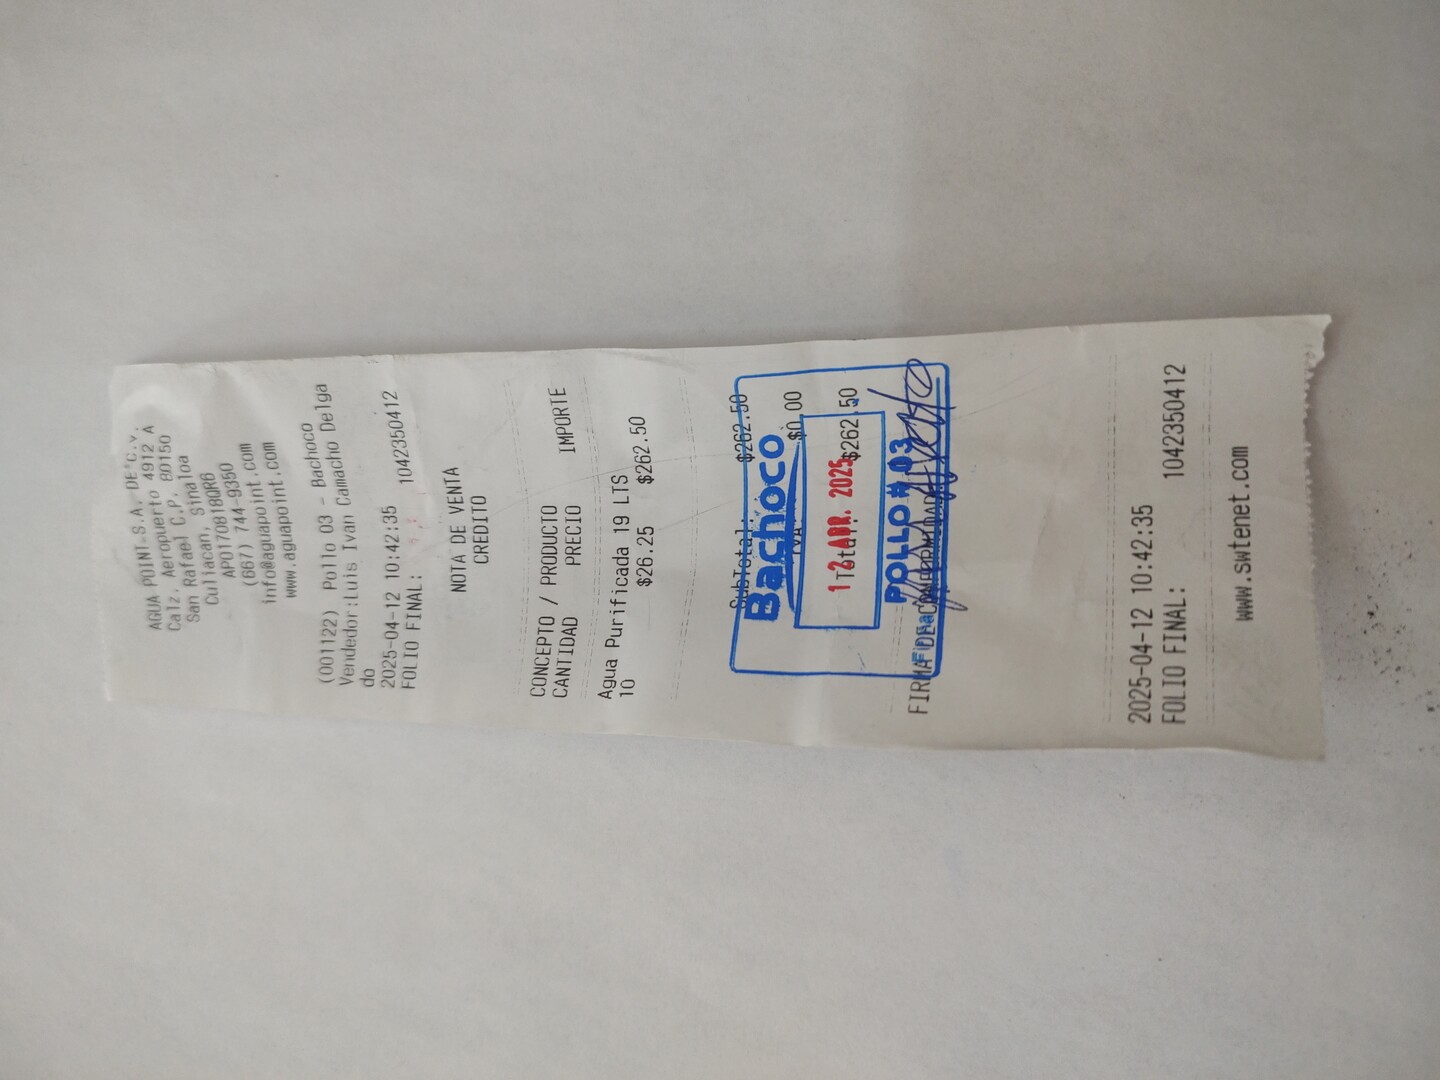 AGUA POINT S.A. DE C.V.
Calz. Aeropuerto 4912 A
San Rafael C.P. 80150
Culiacan, Sinaloa
APO170818QR6
(667) 744-9350
info@aguapoint.com
www.aguapoint.com
(001122) Pollo 03 - Bachoco
Vendedor:Luis Ivan Camacho Delga
do
2025-04-12 10:42:35
FOLIO FINAL: 1042350412
NOTA DE VENTA
CREDITO
CONCEPTO / PRODUCTO
CANTIDAD PRECIO IMPORTE
Agua Purificada 19 LTS
10 $26.25 $262.50
SubTotal: $262.50
Bachoco
IVA: $0.00
12 ABR. 2025
Total: $262.50
POLLO # 03
FIRMA DE CONFORMIDAD
2025-04-12 10:42:35
FOLIO FINAL: 1042350412
www.swtenet.com